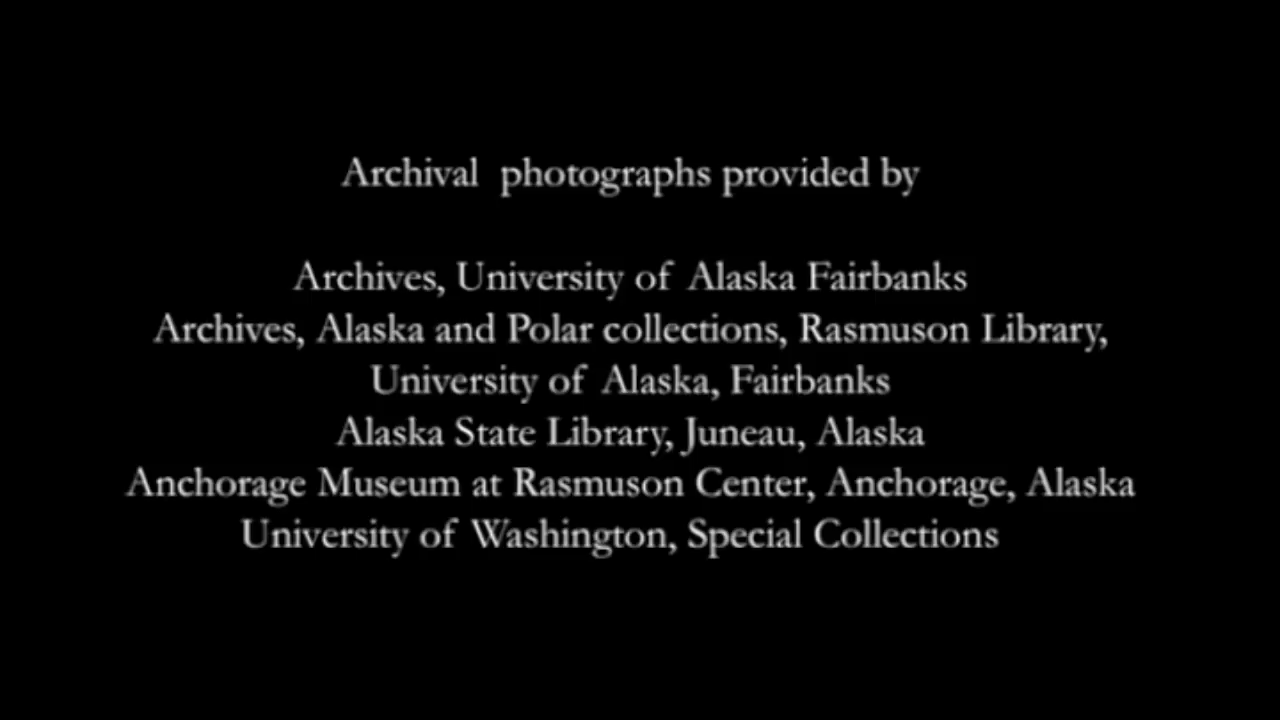 Archival photographs provided by
Archives, University of Alaska Fairbanks
Archives, Alaska and Polar collections, Rasmuson Library,
University of Alaska, Fairbanks
Alaska State Library, Juneau, Alaska
Anchorage Museum at Rasmuson Center, Anchorage, Alaska
University of Washington, Special Collections